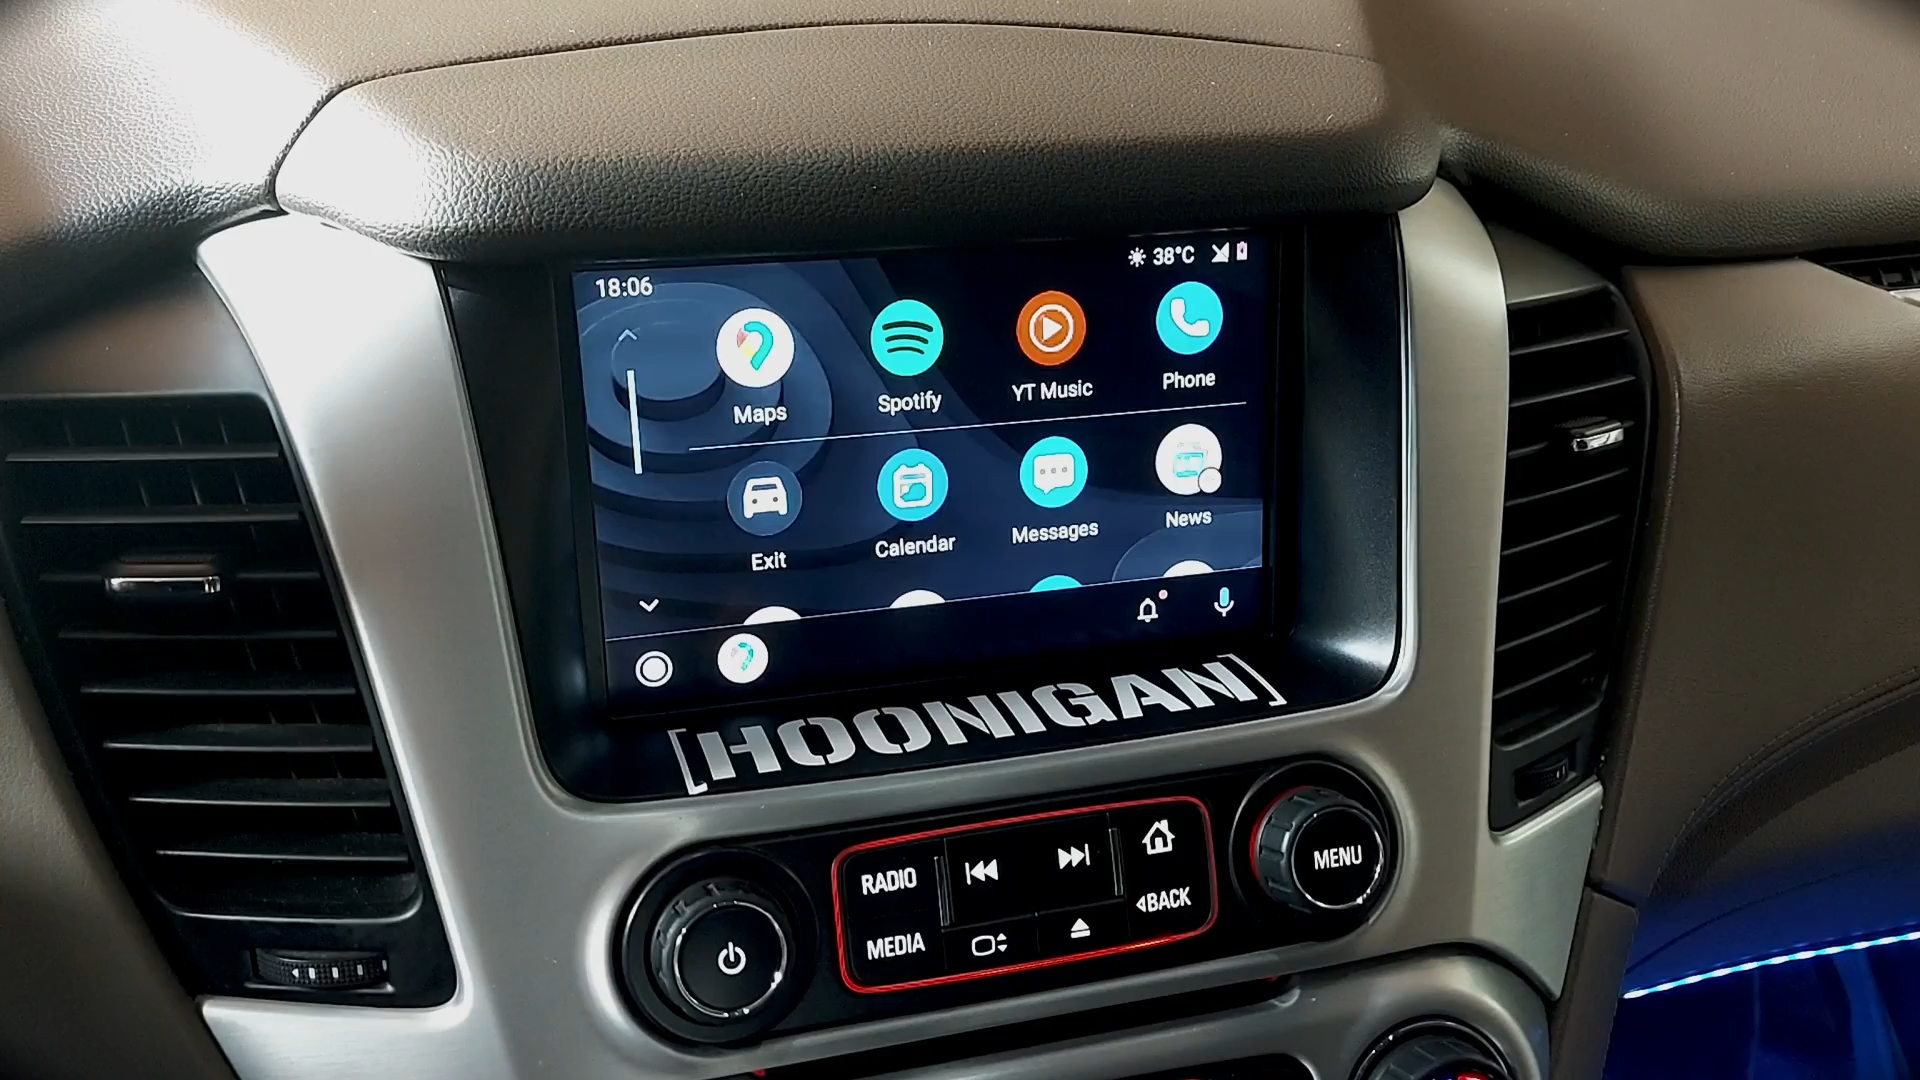 18:06
38°C
Maps
Spotify
YT Music
Phone
Exit
Calendar
Messages
News
[HOONIGAN]
RADIO
MEDIA
BACK
MENU